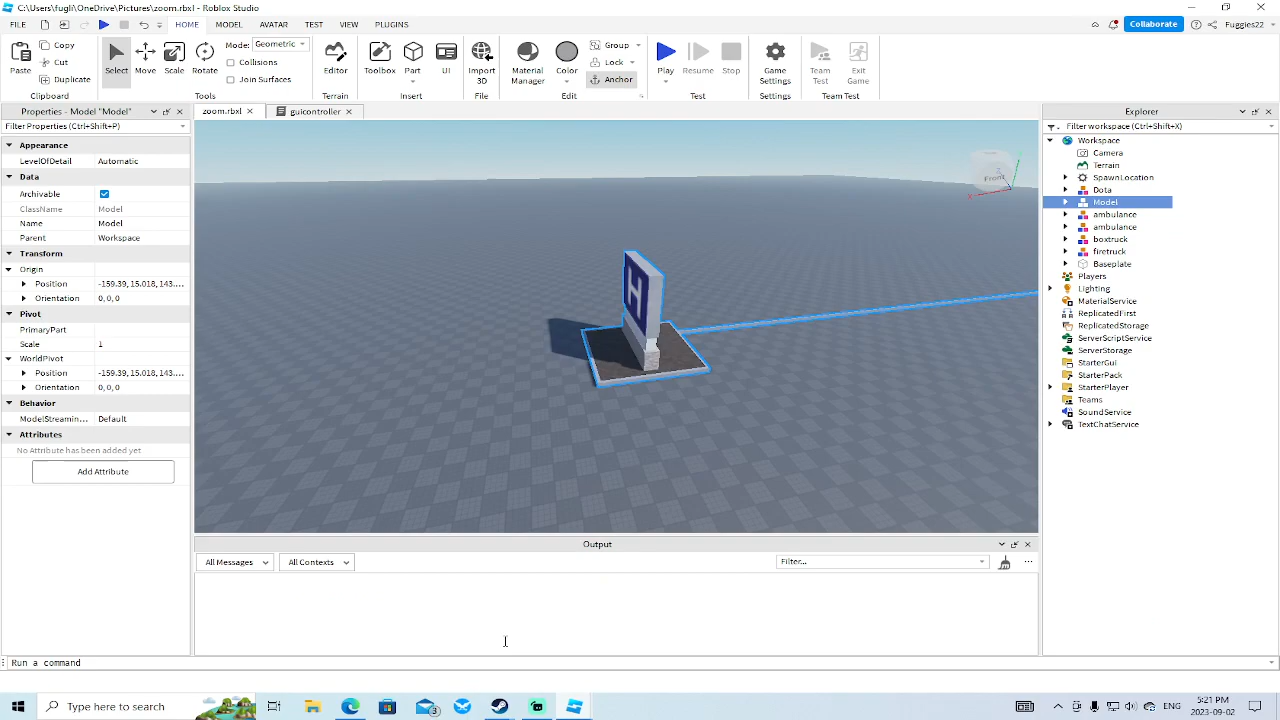 C:\Users\fugli\OneDrive\Pictures\zoom.rbxl - Roblox Studio
FILE HOME MODEL AVATAR TEST VIEW PLUGINS Collaborate Fuggles22
Paste Copy Cut Duplicate Clipboard
Select Move Scale Rotate Mode: Geometric Collisions Join Surfaces Tools
Editor Terrain
Toolbox Part UI Insert
Import 3D File
Material Manager Color Group Lock Anchor Edit
Play Resume Stop Test
Game Settings Settings
Team Test Exit Game Team Test
Properties - Model "Model"
Filter Properties (Ctrl+Shift+P)
Appearance
LevelOfDetail Automatic
Data
Archivable
ClassName Model
Name Model
Parent Workspace
Transform
Origin
Position -159.39, 15.018, 143....
Orientation 0, 0, 0
Pivot
PrimaryPart
Scale 1
WorldPivot
Position -159.39, 15.018, 143....
Orientation 0, 0, 0
Behavior
ModelStreamin... Default
Attributes
No Attribute has been added yet
Add Attribute
zoom.rbxl guicontroller
Front
X
H
Output
All Messages All Contexts Filter...
Explorer
Filter workspace (Ctrl+Shift+X)
Workspace
Camera
Terrain
SpawnLocation
Dota
Model
ambulance
ambulance
boxtruck
firetruck
Baseplate
Players
Lighting
MaterialService
ReplicatedFirst
ReplicatedStorage
ServerScriptService
ServerStorage
StarterGui
StarterPack
StarterPlayer
Teams
SoundService
TextChatService
Run a command
Type here to search 3 ENG 5:21 PM
2023-09-02